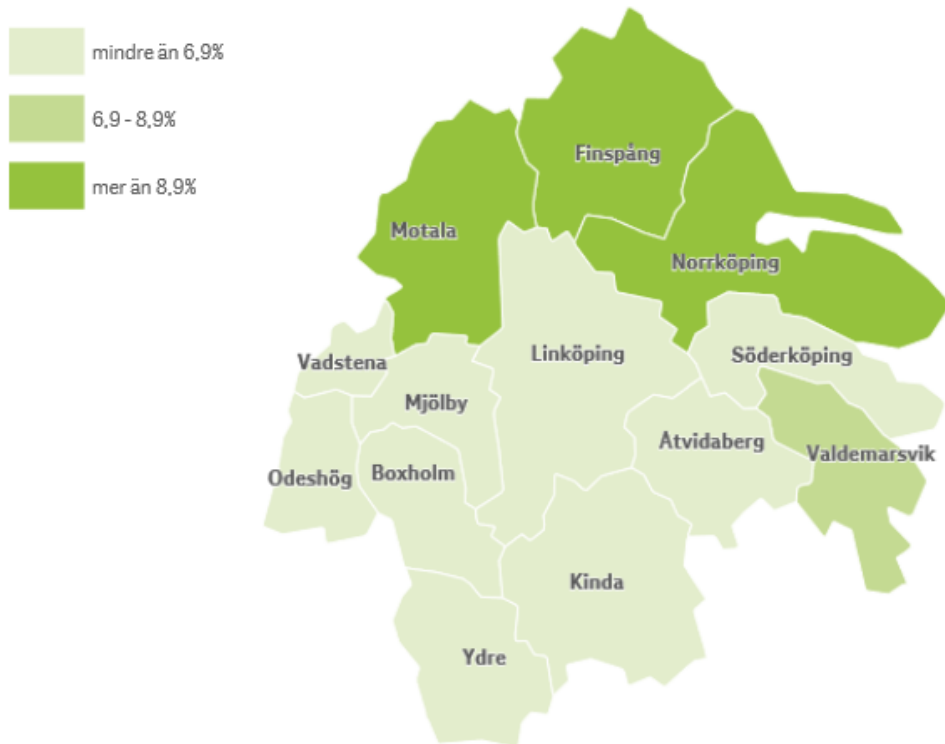 mindre än 6,9%
6,9 - 8,9%
mer än 8,9%
Finspång
Motala
Norrköping
Linköping
Söderköping
Vadstena
Mjölby
Åtvidaberg
Valdemarsvik
Boxholm
Ödeshög
Kinda
Ydre